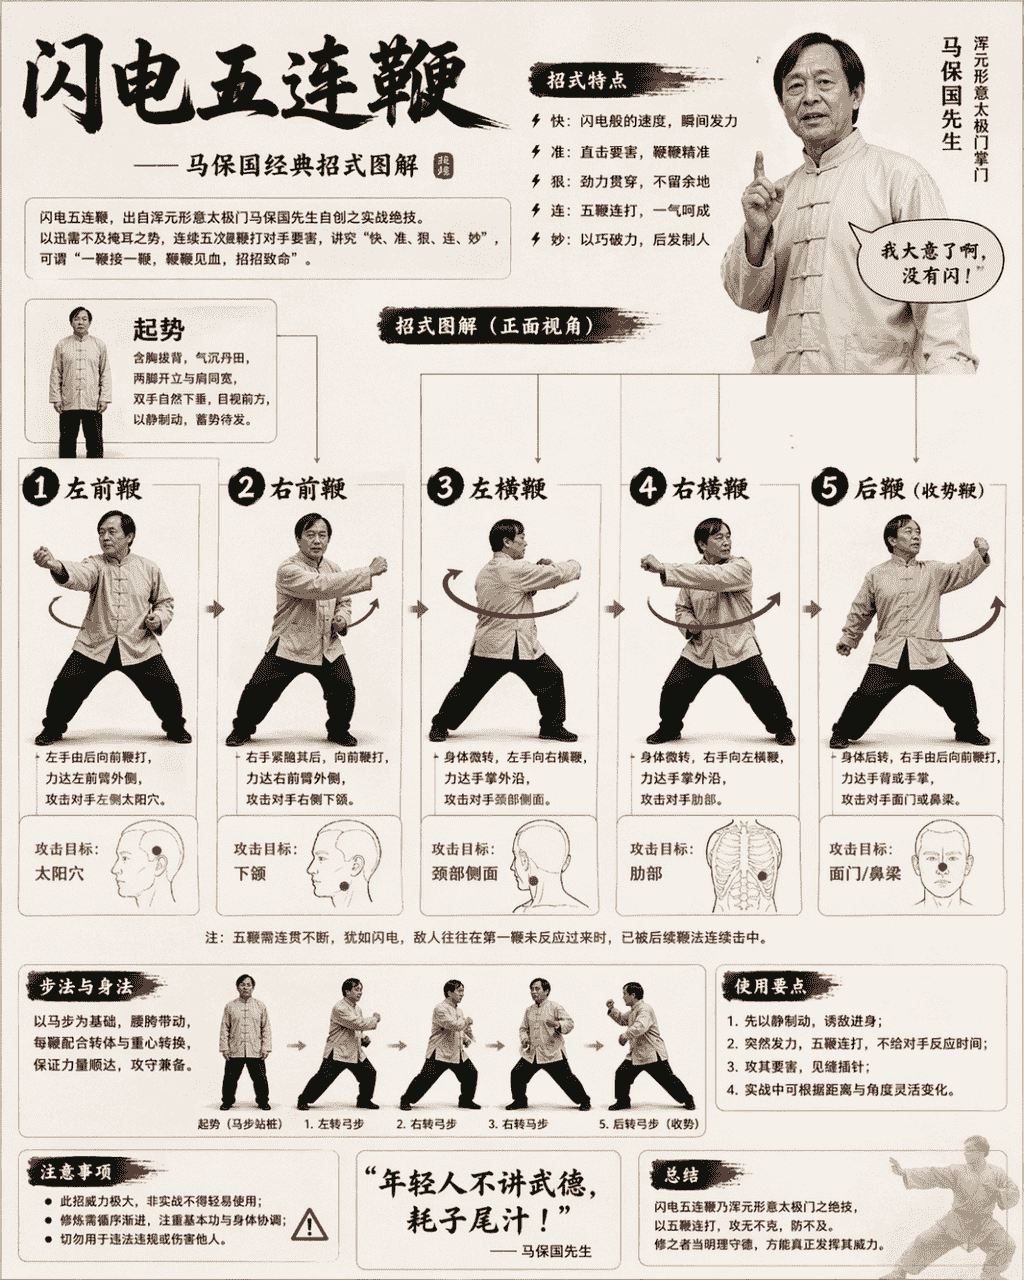 闪电五连鞭
—— 马保国经典招式图解
闪电五连鞭，出自浑元形意太极门马保国先生自创之实战绝技。
以迅雷不及掩耳之势，连续五次鞭打对手要害，讲究“快、准、狠、连、妙”，
可谓“一鞭接一鞭，鞭鞭见血，招招致命”。
招式特点
快：闪电般的速度，瞬间发力
准：直击要害，鞭鞭精准
狠：劲力贯穿，不留余地
连：五鞭连打，一气呵成
妙：以巧破力，后发制人
浑元形意太极门掌门
马保国先生
我大意了啊，
没有闪！”
起势
含胸拔背，气沉丹田，
两脚开立与肩同宽，
双手自然下垂，目视前方，
以静制动，蓄势待发。
招式图解（正面视角）
1 左前鞭
左手由后向前鞭打，
力达左前臂外侧，
攻击对手左侧太阳穴。
攻击目标：
太阳穴
2 右前鞭
右手紧随其后，向前鞭打，
力达右前臂外侧，
攻击对手右侧下颌。
攻击目标：
下颌
3 左横鞭
身体微转，左手向右横鞭，
力达手掌外沿，
攻击对手颈部侧面。
攻击目标：
颈部侧面
4 右横鞭
身体微转，右手向左横鞭，
力达手掌外沿，
攻击对手肋部。
攻击目标：
肋部
5 后鞭（收势鞭）
身体后转，右手由后向前鞭打，
力达手背或手掌，
攻击对手面门或鼻梁。
攻击目标：
面门/鼻梁
注：五鞭需连贯不断，犹如闪电，敌人往往在第一鞭未反应过来时，已被后续鞭法连续击中。
步法与身法
以马步为基础，腰胯带动，
每鞭配合转体与重心转换，
保证力量顺达，攻守兼备。
起势（马步站桩）
1. 左转弓步
2. 右转弓步
3. 右转马步
5. 后转弓步（收势）
使用要点
1. 先以静制动，诱敌进身；
2. 突然发力，五鞭连打，不给对手反应时间；
3. 攻其要害，见缝插针；
4. 实战中可根据距离与角度灵活变化。
注意事项
● 此招威力极大，非实战不得轻易使用；
● 修炼需循序渐进，注重基本功与身体协调；
● 切勿用于违法违规或伤害他人。
“年轻人不讲武德，
耗子尾汁！”
—— 马保国先生
总结
闪电五连鞭乃浑元形意太极门之绝技，
以五鞭连打，攻无不克，防不及。
修之者当明理守德，方能真正发挥其威力。